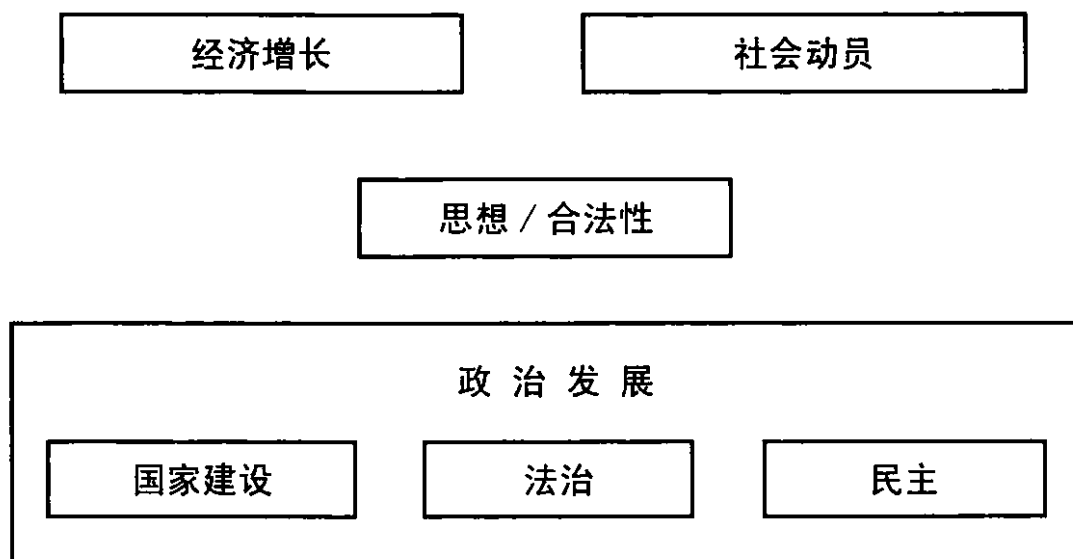 经济增长
社会动员
思想/合法性
政治发展
国家建设
法治
民主